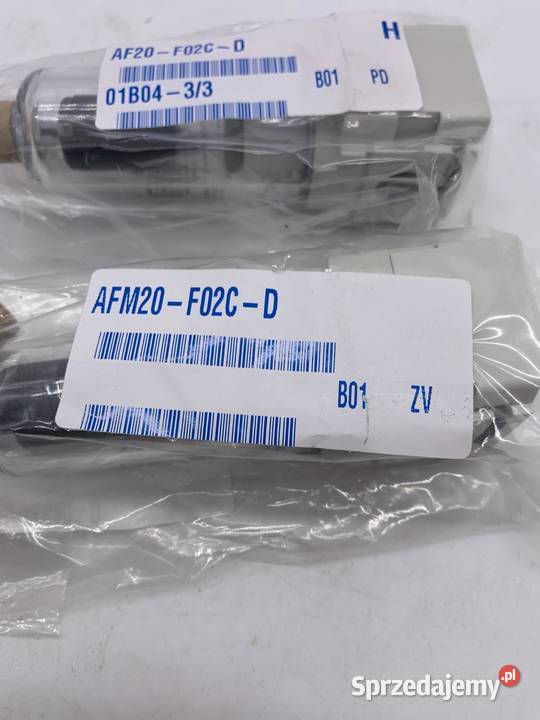 H
AF20-F02C-D
01B04-3/3
B01 PD
AFM20-F02C-D
B01 ZV
Sprzedajemy.pl